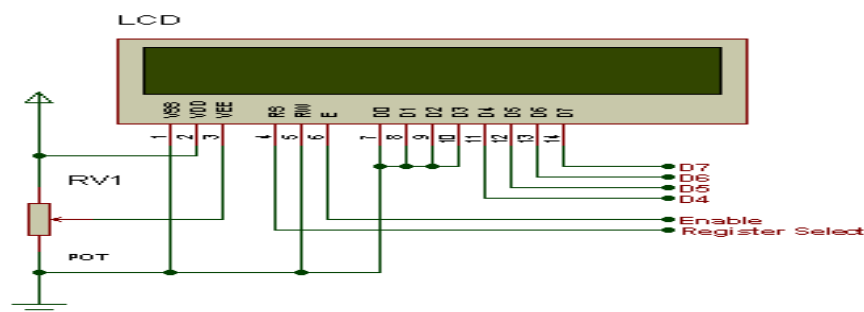 LCD
VSS VDD VEE RS RW E D0 D1 D2 D3 D4 D5 D6 D7
1 2 3 4 5 6 7 8 9 10 11 12 13 14
D7
RV1
D6
D5
D4
Enable
Register Select
POT